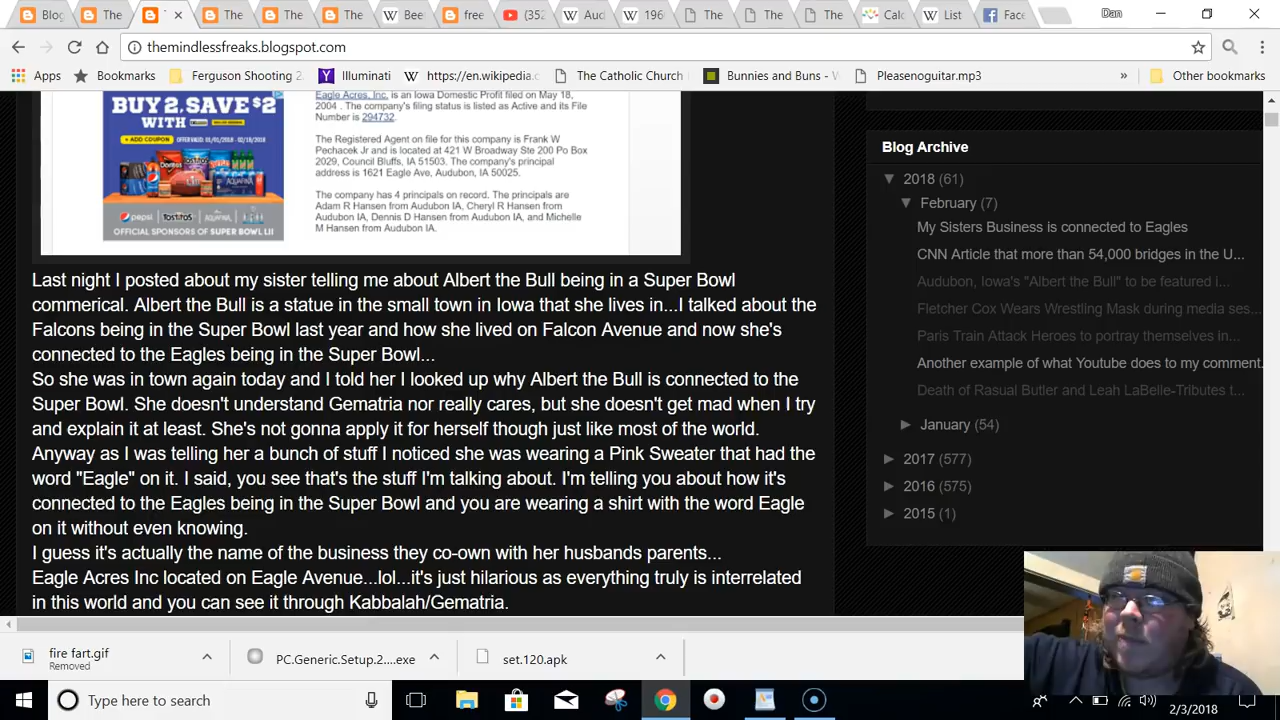 Blog
The
T
The
The
The
Bee
free
(352
Aud
196
The
The
The
Calc
List
Face
Dan
themindlessfreaks.blogspot.com
Apps
Bookmarks
Ferguson Shooting 2
Illuminati
https://en.wikipedia.c
The Catholic Church
Bunnies and Buns - W
Pleasenoguitar.mp3
»
Other bookmarks
BUY 2, SAVE $2
WITH
+ ADD COUPON
pepsi
TOSTITOS
AQUAFINA
OFFICIAL SPONSORS OF SUPER BOWL LII
Eagle Acres, Inc. is an Iowa Domestic Profit filed on May 18,
2004 . The company's filing status is listed as Active and its File
Number is 294732.
The Registered Agent on file for this company is Frank W
Pechacek Jr and is located at 421 W Broadway Ste 200 Po Box
2029, Council Bluffs, IA 51503. The company's principal
address is 1621 Eagle Ave, Audubon, IA 50025.
The company has 4 principals on record. The principals are
Adam R Hansen from Audubon IA, Cheryl R Hansen from
Audubon IA, Dennis D Hansen from Audubon IA, and Michelle
M Hansen from Audubon IA.
Last night I posted about my sister telling me about Albert the Bull being in a Super Bowl
commerical. Albert the Bull is a statue in the small town in Iowa that she lives in...I talked about the
Falcons being in the Super Bowl last year and how she lived on Falcon Avenue and now she's
connected to the Eagles being in the Super Bowl...
So she was in town again today and I told her I looked up why Albert the Bull is connected to the
Super Bowl. She doesn't understand Gematria nor really cares, but she doesn't get mad when I try
and explain it at least. She's not gonna apply it for herself though just like most of the world.
Anyway as I was telling her a bunch of stuff I noticed she was wearing a Pink Sweater that had the
word "Eagle" on it. I said, you see that's the stuff I'm talking about. I'm telling you about how it's
connected to the Eagles being in the Super Bowl and you are wearing a shirt with the word Eagle
on it without even knowing.
I guess it's actually the name of the business they co-own with her husbands parents...
Eagle Acres Inc located on Eagle Avenue...lol...it's just hilarious as everything truly is interrelated
in this world and you can see it through Kabbalah/Gematria.
Blog Archive
▼ 2018 (61)
▼ February (7)
My Sisters Business is connected to Eagles
CNN Article that more than 54,000 bridges in the U...
Audubon, Iowa's "Albert the Bull" to be featured i...
Fletcher Cox Wears Wrestling Mask during media ses...
Paris Train Attack Heroes to portray themselves in...
Another example of what Youtube does to my comment.
Death of Rasual Butler and Leah LaBelle-Tributes t...
► January (54)
► 2017 (577)
► 2016 (575)
► 2015 (1)
fire fart.gif
Removed
PC.Generic.Setup.2....exe
set.120.apk
Type here to search
2/3/2018